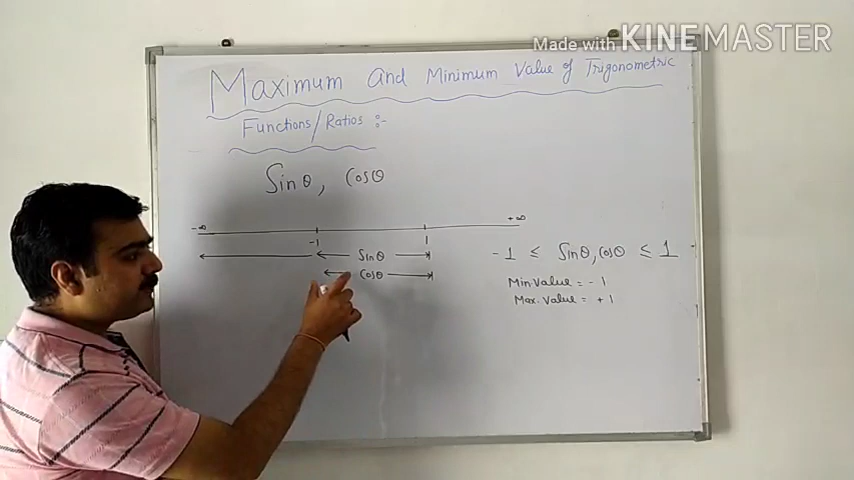 Made with KINEMASTER
Maximum And Minimum Value of Trigonometric
Functions/Ratios :-
Sinθ, Cosθ
-∞ +∞
-1 1
Sinθ
Cosθ
-1 ≤ Sinθ, Cosθ ≤ 1
Min. Value = -1
Max. Value = +1